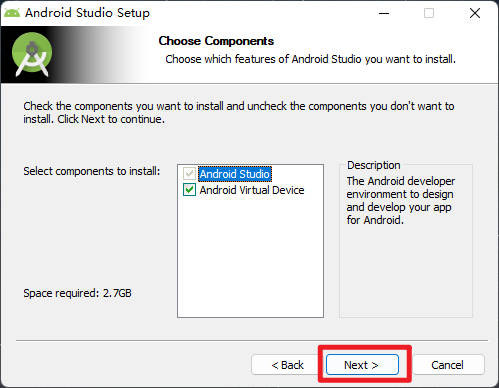 Android Studio Setup
Choose Components
Choose which features of Android Studio you want to install.
Check the components you want to install and uncheck the components you don't want to
install. Click Next to continue.
Select components to install:
Android Studio
Android Virtual Device
Description
The Android developer
environment to design
and develop your app
for Android.
Space required: 2.7GB
< Back
Next >
Cancel